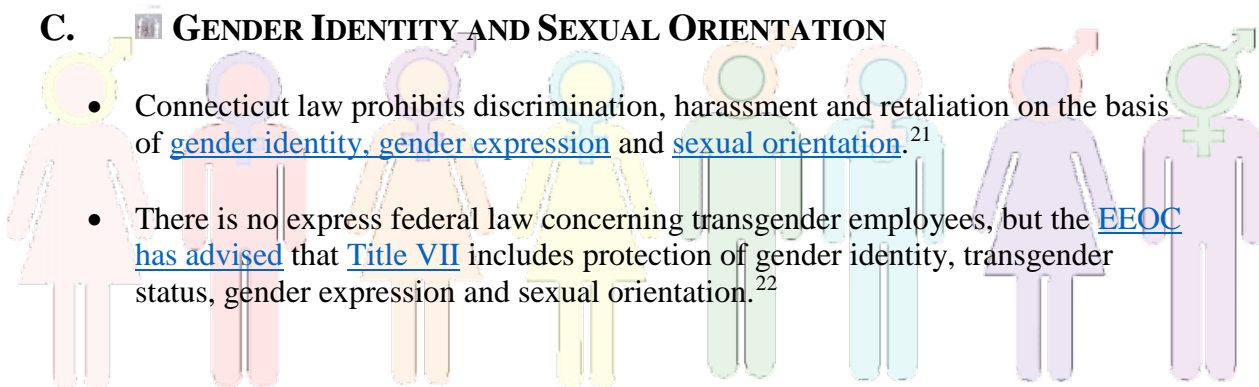 C. GENDER IDENTITY AND SEXUAL ORIENTATION
• Connecticut law prohibits discrimination, harassment and retaliation on the basis
of gender identity, gender expression and sexual orientation.21
• There is no express federal law concerning transgender employees, but the EEOC
has advised that Title VII includes protection of gender identity, transgender
status, gender expression and sexual orientation.22